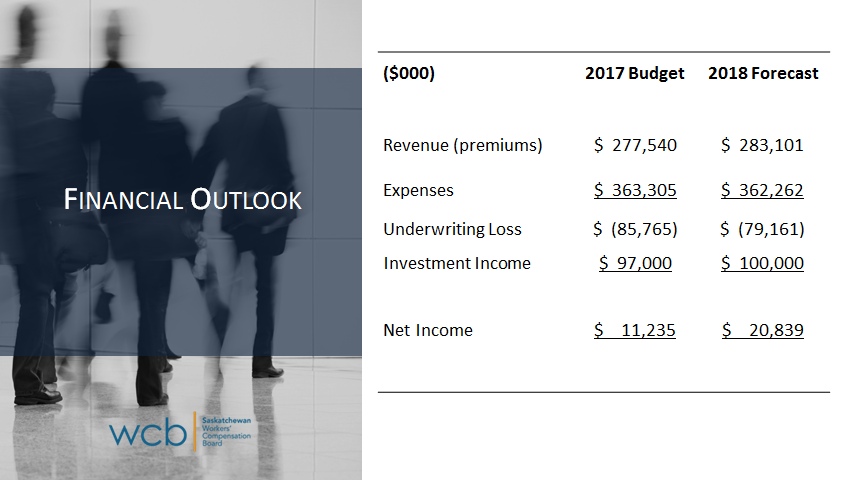 FINANCIAL OUTLOOK
wcb
Saskatchewan
Workers'
Compensation
Board
($000) 2017 Budget 2018 Forecast
Revenue (premiums) $ 277,540 $ 283,101
Expenses $ 363,305 $ 362,262
Underwriting Loss $ (85,765) $ (79,161)
Investment Income $ 97,000 $ 100,000
Net Income $ 11,235 $ 20,839